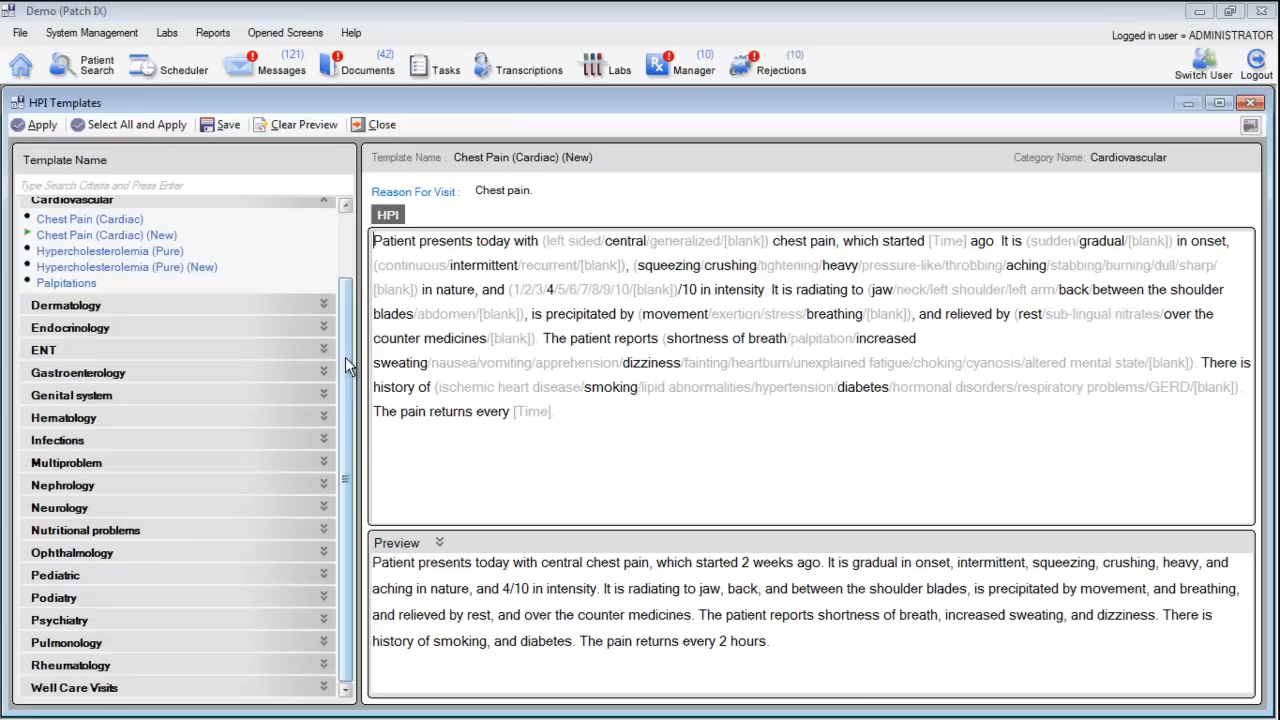 Demo (Patch IX)
File System Management Labs Reports Opened Screens Help
Logged in user = ADMINISTRATOR
Patient Search
Scheduler
Messages (121)
Documents (42)
Tasks
Transcriptions
Labs
Rx Manager (10)
Rejections (10)
Switch User
Logout
HPI Templates
Apply Select All and Apply Save Clear Preview Close
Template Name
Type Search Criteria and Press Enter
Cardiovascular
Chest Pain (Cardiac)
Chest Pain (Cardiac) (New)
Hypercholesterolemia (Pure)
Hypercholesterolemia (Pure) (New)
Palpitations
Dermatology
Endocrinology
ENT
Gastroenterology
Genital system
Hematology
Infections
Multiproblem
Nephrology
Neurology
Nutritional problems
Ophthalmology
Pediatric
Podiatry
Psychiatry
Pulmonology
Rheumatology
Well Care Visits
Template Name : Chest Pain (Cardiac) (New) Category Name: Cardiovascular
Reason For Visit : Chest pain.
HPI
Patient presents today with (left sided/central/generalized/[blank]) chest pain, which started [Time] ago It is (sudden/gradual/[blank]) in onset,
(continuous/intermittent/recurrent/[blank]), (squeezing/crushing/tightening/heavy/pressure-like/throbbing/aching/stabbing/burning/dull/sharp/
[blank]) in nature, and (1/2/3/4/5/6/7/8/9/10/[blank])/10 in intensity. It is radiating to (jaw/neck/left shoulder/left arm/back/between the shoulder
blades/abdomen/[blank]), is precipitated by (movement/exertion/stress/breathing/[blank]), and relieved by (rest/sub-lingual nitrates/over the
counter medicines/[blank]). The patient reports (shortness of breath/palpitation/increased
sweating/nausea/vomiting/apprehension/dizziness/fainting/heartburn/unexplained fatigue/choking/cyanosis/altered mental state/[blank]). There is
history of (ischemic heart disease/smoking/lipid abnormalities/hypertension/diabetes/hormonal disorders/respiratory problems/GERD/[blank]).
The pain returns every [Time].
Preview
Patient presents today with central chest pain, which started 2 weeks ago. It is gradual in onset, intermittent, squeezing, crushing, heavy, and
aching in nature, and 4/10 in intensity. It is radiating to jaw, back, and between the shoulder blades, is precipitated by movement, and breathing,
and relieved by rest, and over the counter medicines. The patient reports shortness of breath, increased sweating, and dizziness. There is
history of smoking, and diabetes. The pain returns every 2 hours.